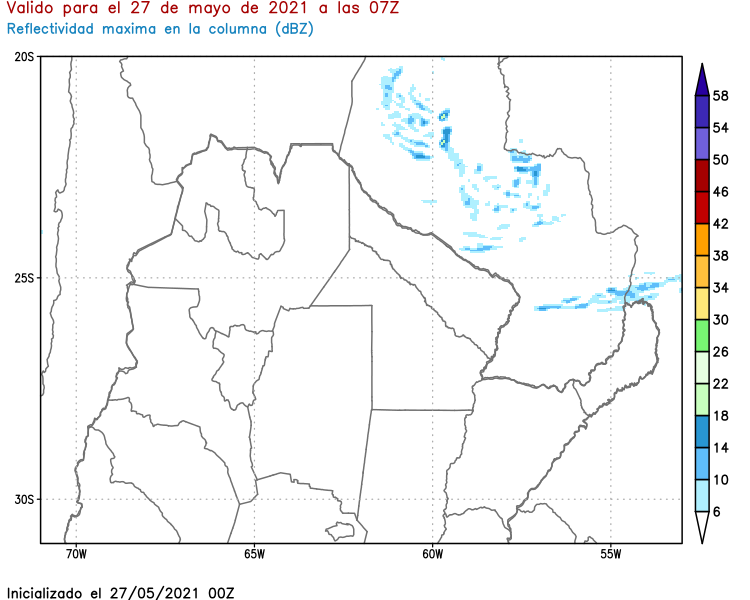 Valido para el 27 de mayo de 2021 a las 07Z
Reflectividad maxima en la columna (dBZ)
20S
25S
30S
70W
65W
60W
55W
58
54
50
46
42
38
34
30
26
22
18
14
10
6
Inicializado el 27/05/2021 00Z